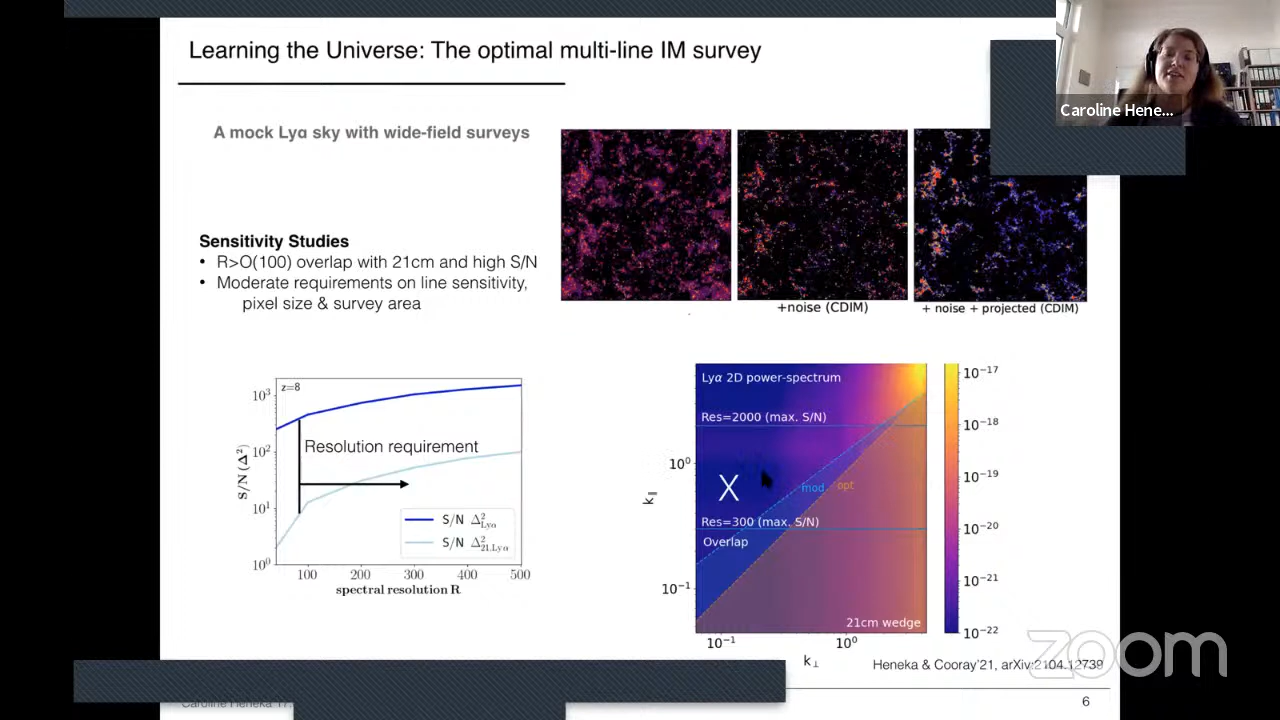 Learning the Universe: The optimal multi-line IM survey
Caroline Hene...
A mock Lyα sky with wide-field surveys
Sensitivity Studies
• R>O(100) overlap with 21cm and high S/N
• Moderate requirements on line sensitivity,
pixel size & survey area
+noise (CDIM)
+ noise + projected (CDIM)
z=8
10³
10²
10¹
10⁰
S/N (Δ²)
Resolution requirement
S/N Δ²Lyα
S/N Δ²21,Lyα
100 200 300 400 500
spectral resolution R
Lyα 2D power-spectrum
Res=2000 (max. S/N)
X
mod
opt
Res=300 (max. S/N)
Overlap
21cm wedge
10⁰
10⁻¹
k∥
10⁻¹ 10⁰
k⊥
10⁻¹⁷
10⁻¹⁸
10⁻¹⁹
10⁻²⁰
10⁻²¹
10⁻²²
Heneka & Cooray'21, arXiv:2104.12739
zoom
Caroline Heneka
6